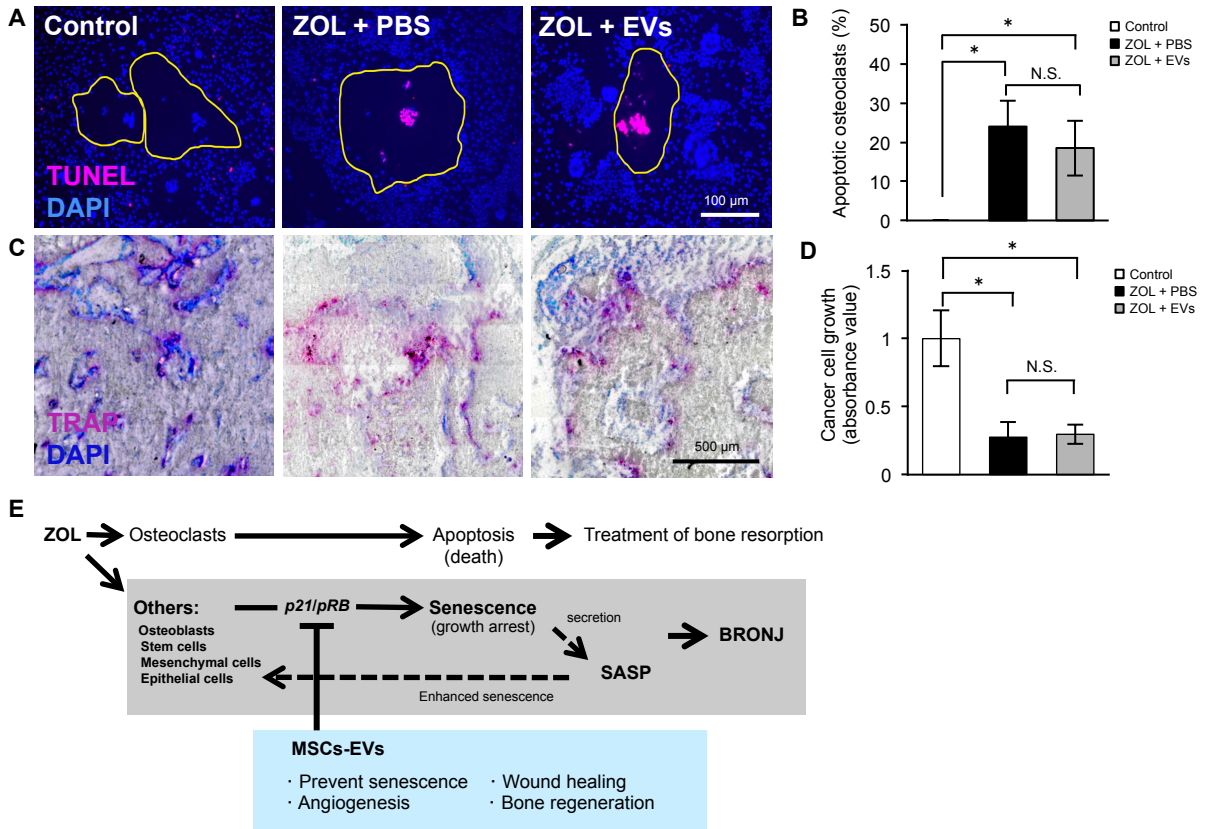 A
Control
ZOL + PBS
ZOL + EVs
TUNEL
DAPI
100 µm
B
Apoptotic osteoclasts (%)
50
40
30
20
10
0
*
*
N.S.
Control
ZOL + PBS
ZOL + EVs
C
TRAP
DAPI
500 µm
D
Cancer cell growth
(absorbance value)
1.5
1
0.5
0
*
*
N.S.
Control
ZOL + PBS
ZOL + EVs
E
ZOL
Osteoclasts
Apoptosis
(death)
Treatment of bone resorption
Others:
Osteoblasts
Stem cells
Mesenchymal cells
Epithelial cells
p21/pRB
Senescence
(growth arrest)
secretion
SASP
BRONJ
Enhanced senescence
MSCs-EVs
· Prevent senescence
· Wound healing
· Angiogenesis
· Bone regeneration